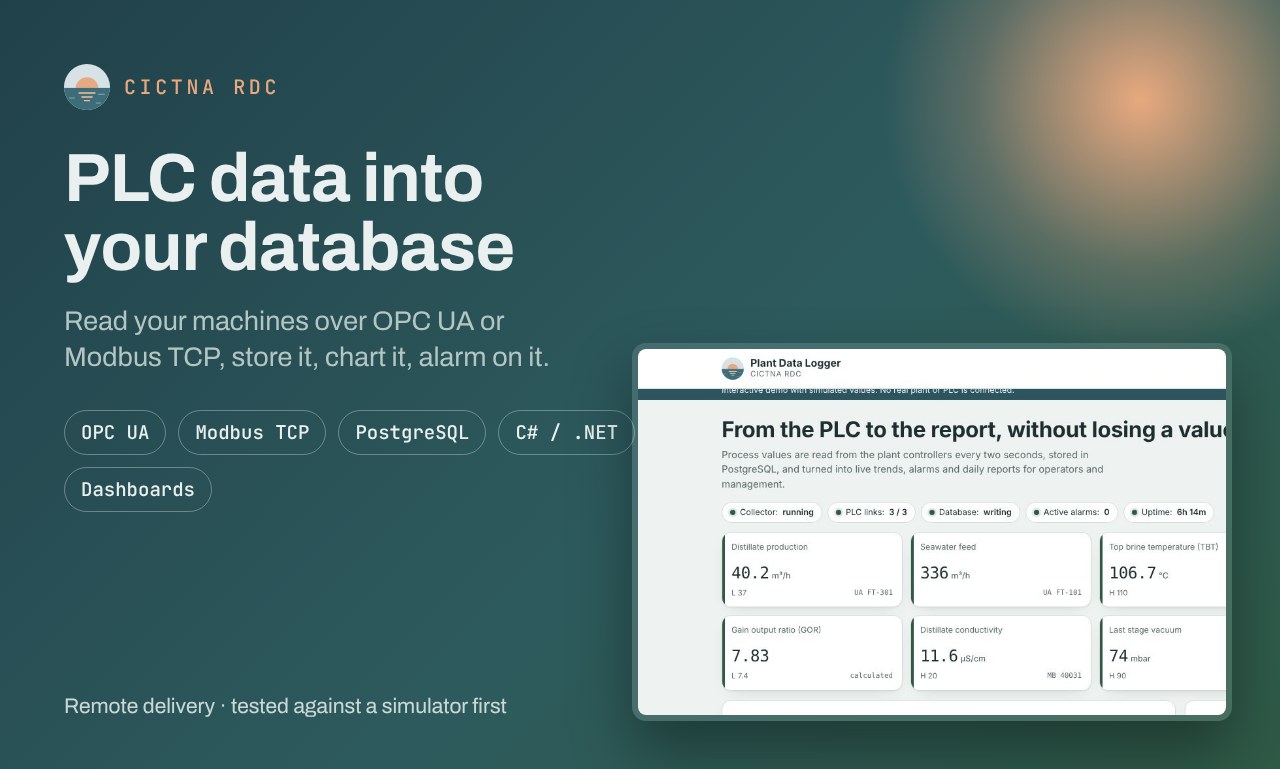 CICTNA RDC
PLC data into
your database
Read your machines over OPC UA or
Modbus TCP, store it, chart it, alarm on it.
OPC UA
Modbus TCP
PostgreSQL
C# / .NET
Dashboards
Remote delivery · tested against a simulator first
Plant Data Logger
CICTNA RDC
Interactive demo with simulated values. No real plant or PLC is connected.
From the PLC to the report, without losing a value
Process values are read from the plant controllers every two seconds, stored in
PostgreSQL, and turned into live trends, alarms and daily reports for operators and
management.
Collector: running
PLC links: 3 / 3
Database: writing
Active alarms: 0
Uptime: 6h 14m
Distillate production
40.2 m³/h
L 37
UA FT-301
Seawater feed
336 m³/h
UA FT-101
Top brine temperature (TBT)
106.7 °C
H 110
Gain output ratio (GOR)
7.83
L 7.4
calculated
Distillate conductivity
11.6 µS/cm
H 20
MB 40031
Last stage vacuum
74 mbar
H 90